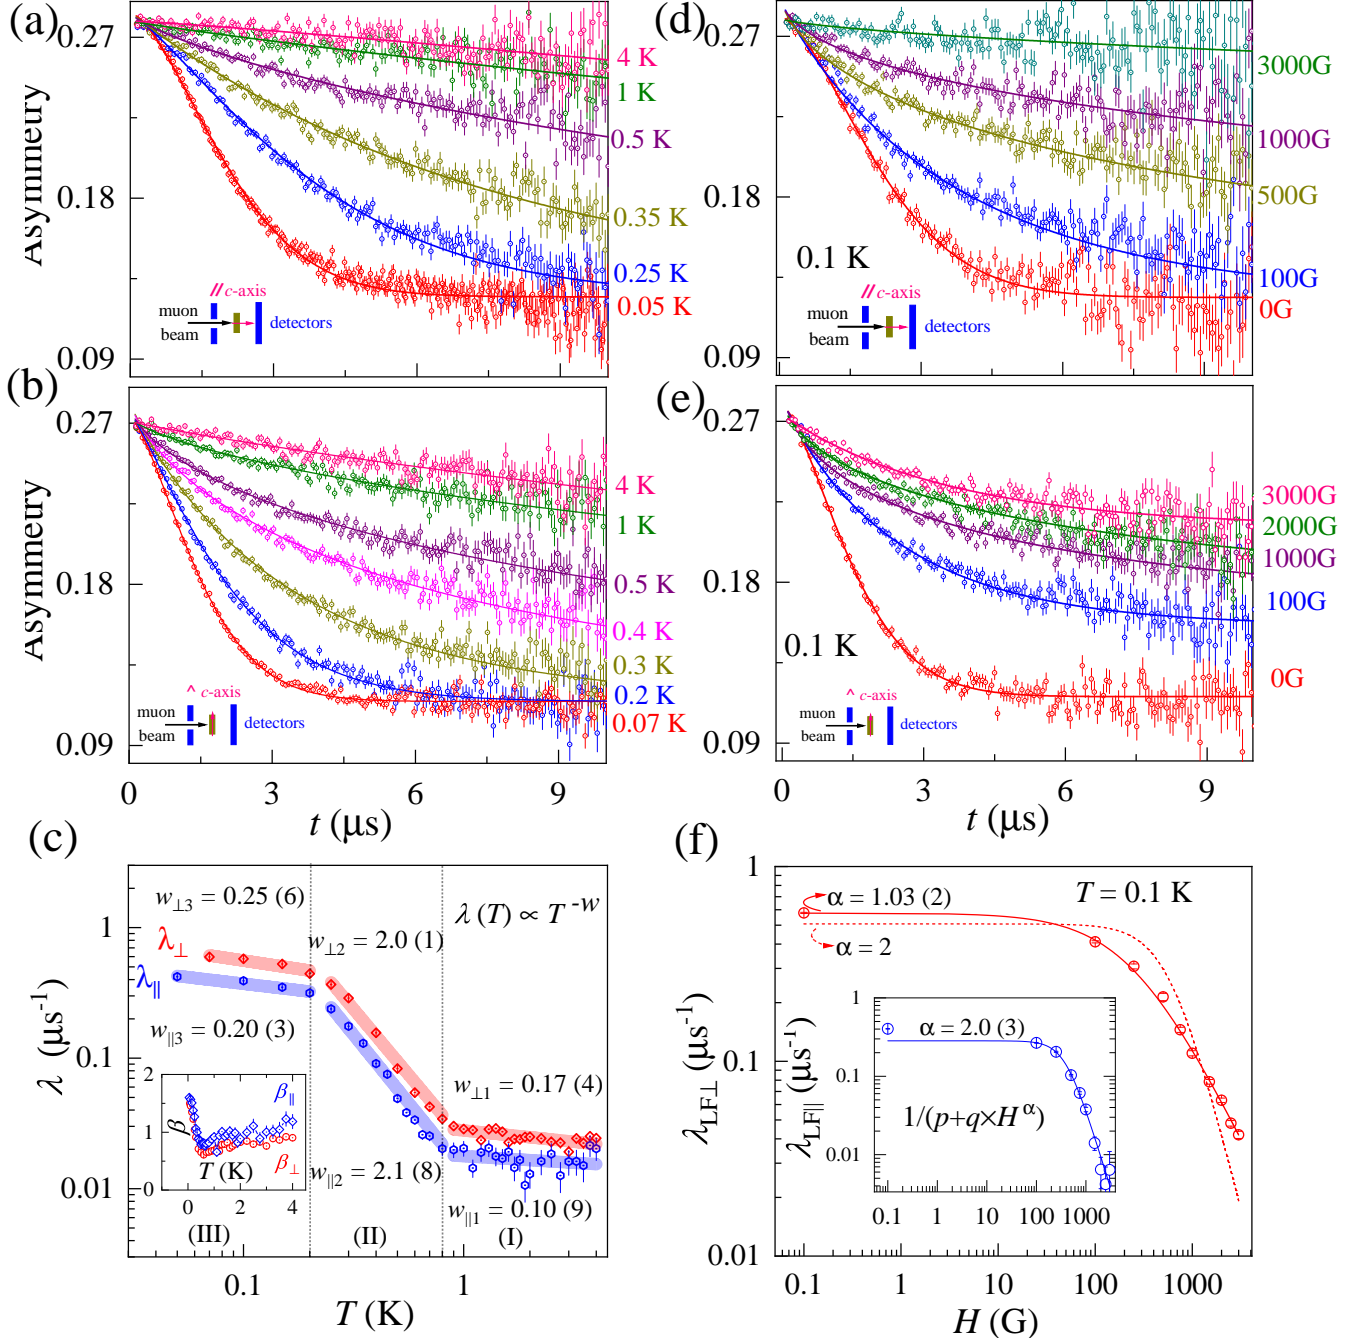 (a)
Asymmetry
0.27
0.18
0.09
4 K
1 K
0.5 K
0.35 K
0.25 K
0.05 K
// c-axis
muon
beam
detectors
(b)
Asymmetry
0.27
0.18
0.09
4 K
1 K
0.5 K
0.4 K
0.3 K
0.2 K
0.07 K
^ c-axis
muon
beam
detectors
0 3 6 9
t (μs)
(c)
λ (μs⁻¹)
1
0.1
0.01
w⊥3 = 0.25 (6)
w⊥2 = 2.0 (1)
λ (T) ∝ T⁻ʷ
λ⊥
λ||
w||3 = 0.20 (3)
w⊥1 = 0.17 (4)
w||2 = 2.1 (8)
w||1 = 0.10 (9)
β
2
1
0
β||
β⊥
T (K)
0 2 4
(III) (II) (I)
0.1 1
T (K)
(d)
0.27
0.18
0.09
3000G
1000G
500G
100G
0G
0.1 K
// c-axis
muon
beam
detectors
(e)
0.27
0.18
0.09
3000G
2000G
1000G
100G
0G
0.1 K
^ c-axis
muon
beam
detectors
0 3 6 9
t (μs)
(f)
λLF⊥ (μs⁻¹)
1
0.1
0.01
T = 0.1 K
α = 1.03 (2)
α = 2
λLF|| (μs⁻¹)
1
0.1
0.01
α = 2.0 (3)
1/(p+q×Hᵅ)
0.1 1 10 100 1000
0.1 1 10 100 1000
H (G)